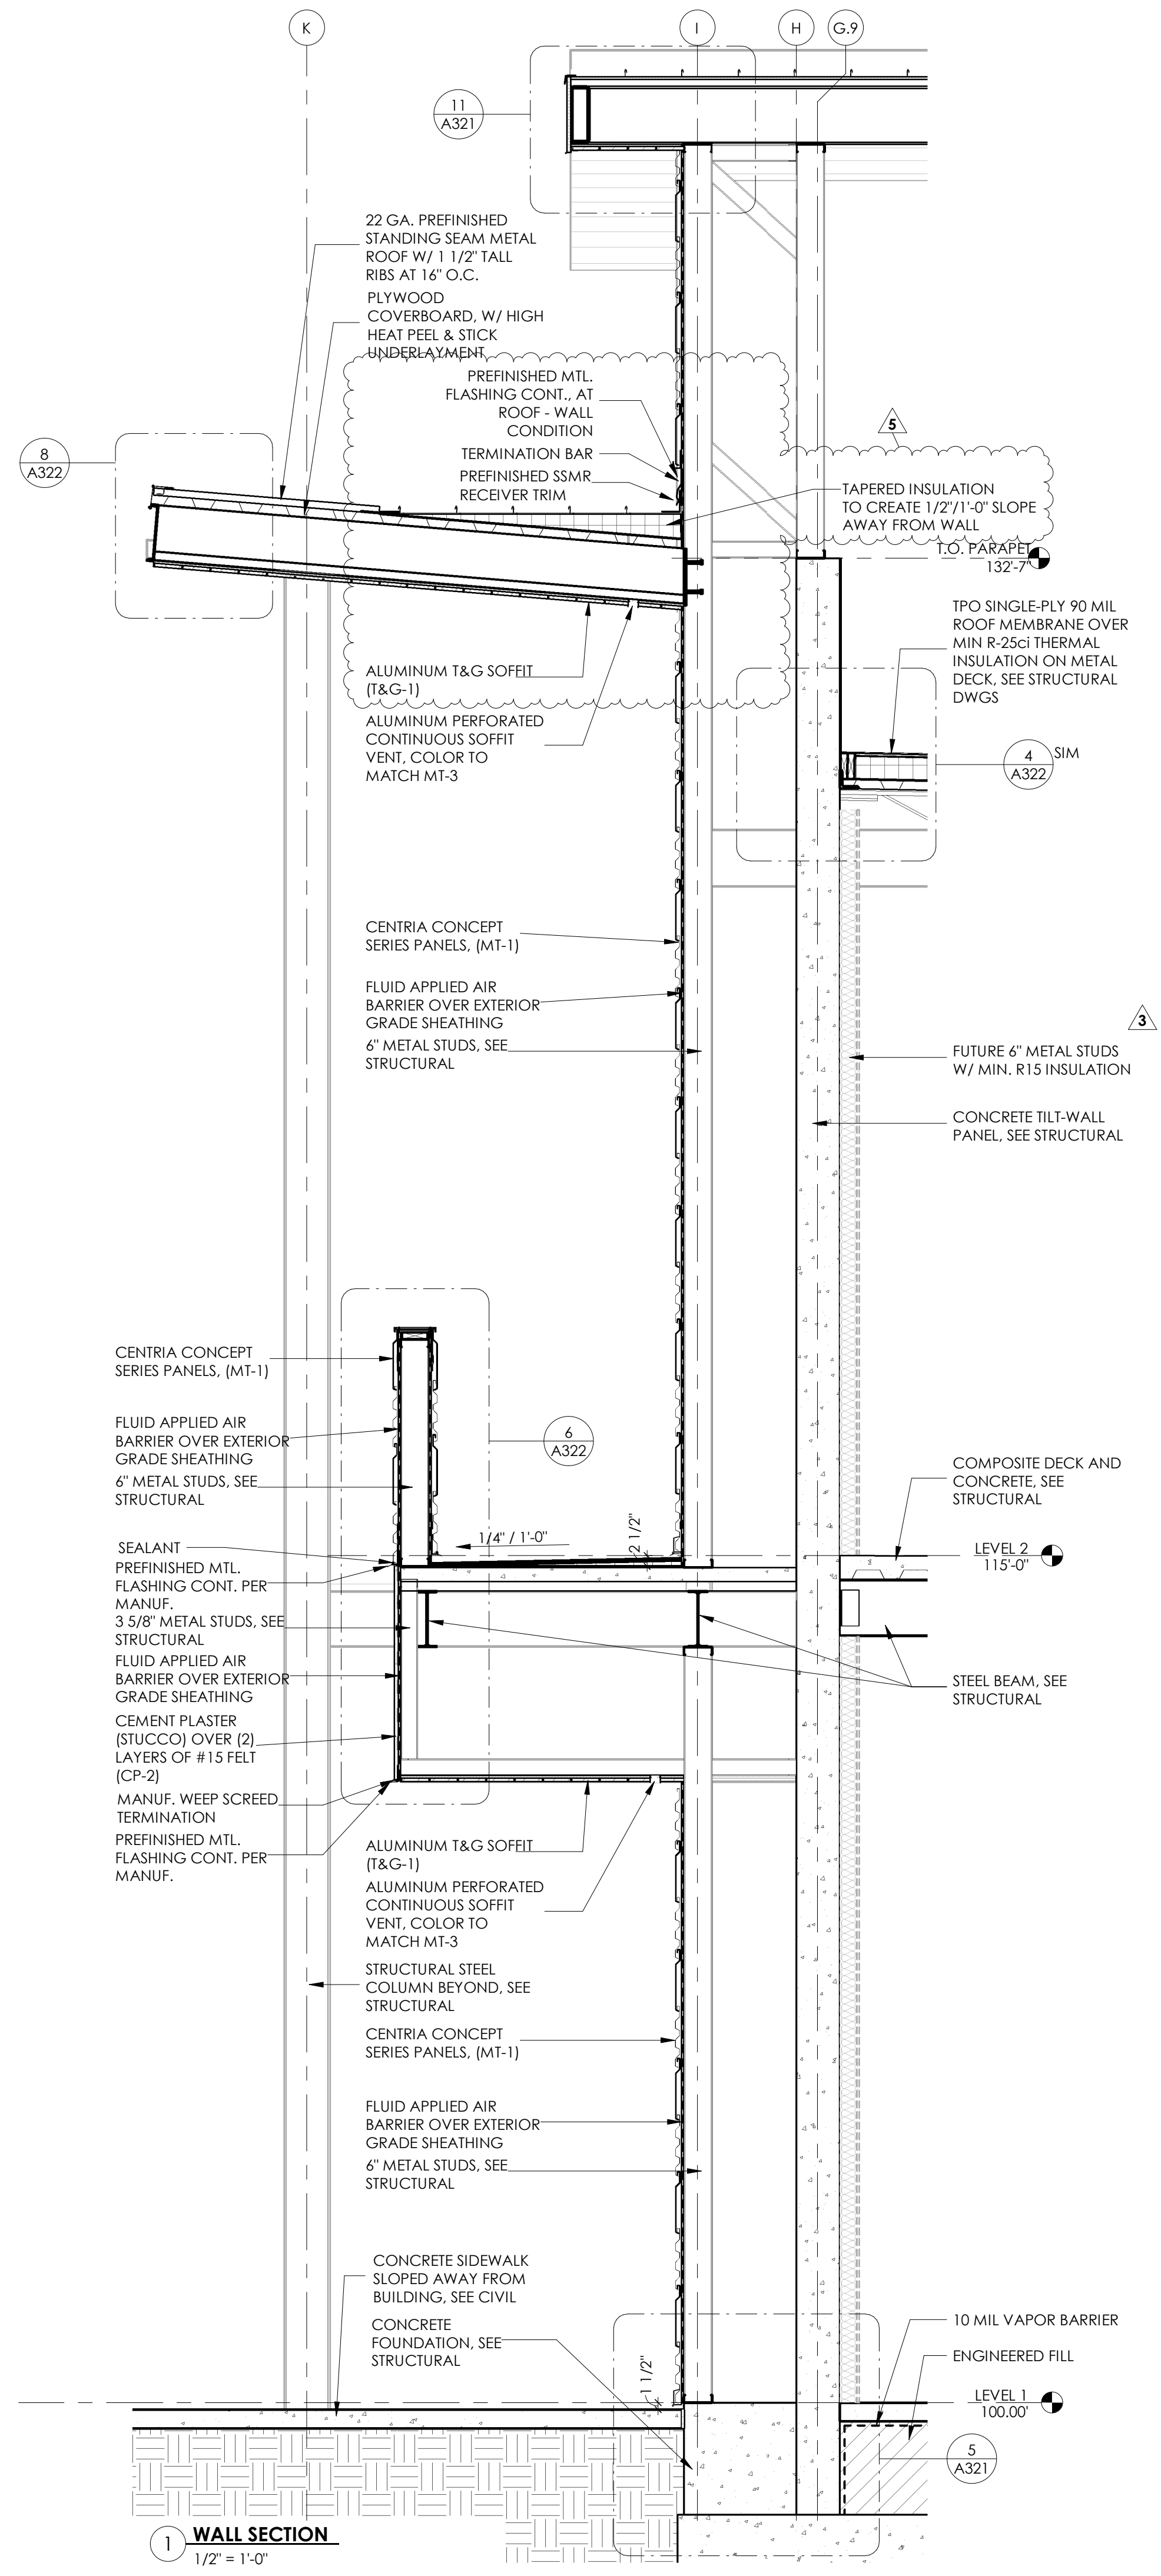 K
I
H
G.9
11
A321
22 GA. PREFINISHED
STANDING SEAM METAL
ROOF W/ 1 1/2" TALL
RIBS AT 16" O.C.
PLYWOOD
COVERBOARD, W/ HIGH
HEAT PEEL & STICK
UNDERLAYMENT
PREFINISHED MTL.
FLASHING CONT., AT
ROOF - WALL
CONDITION
TERMINATION BAR
PREFINISHED SSMR
RECEIVER TRIM
8
A322
5
TAPERED INSULATION
TO CREATE 1/2"/1'-0" SLOPE
AWAY FROM WALL
T.O. PARAPET
132'-7"
TPO SINGLE-PLY 90 MIL
ROOF MEMBRANE OVER
MIN R-25ci THERMAL
INSULATION ON METAL
DECK, SEE STRUCTURAL
DWGS
ALUMINUM T&G SOFFIT
(T&G-1)
ALUMINUM PERFORATED
CONTINUOUS SOFFIT
VENT, COLOR TO
MATCH MT-3
4
A322
SIM
CENTRIA CONCEPT
SERIES PANELS, (MT-1)
FLUID APPLIED AIR
BARRIER OVER EXTERIOR
GRADE SHEATHING
6" METAL STUDS, SEE
STRUCTURAL
3
FUTURE 6" METAL STUDS
W/ MIN. R15 INSULATION
CONCRETE TILT-WALL
PANEL, SEE STRUCTURAL
CENTRIA CONCEPT
SERIES PANELS, (MT-1)
FLUID APPLIED AIR
BARRIER OVER EXTERIOR
GRADE SHEATHING
6" METAL STUDS, SEE
STRUCTURAL
6
A322
1/4" / 1'-0"
2 1/2"
COMPOSITE DECK AND
CONCRETE, SEE
STRUCTURAL
LEVEL 2
115'-0"
SEALANT
PREFINISHED MTL.
FLASHING CONT. PER
MANUF.
3 5/8" METAL STUDS, SEE
STRUCTURAL
FLUID APPLIED AIR
BARRIER OVER EXTERIOR
GRADE SHEATHING
CEMENT PLASTER
(STUCCO) OVER (2)
LAYERS OF #15 FELT
(CP-2)
MANUF. WEEP SCREED
TERMINATION
PREFINISHED MTL.
FLASHING CONT. PER
MANUF.
STEEL BEAM, SEE
STRUCTURAL
ALUMINUM T&G SOFFIT
(T&G-1)
ALUMINUM PERFORATED
CONTINUOUS SOFFIT
VENT, COLOR TO
MATCH MT-3
STRUCTURAL STEEL
COLUMN BEYOND, SEE
STRUCTURAL
CENTRIA CONCEPT
SERIES PANELS, (MT-1)
FLUID APPLIED AIR
BARRIER OVER EXTERIOR
GRADE SHEATHING
6" METAL STUDS, SEE
STRUCTURAL
CONCRETE SIDEWALK
SLOPED AWAY FROM
BUILDING, SEE CIVIL
CONCRETE
FOUNDATION, SEE
STRUCTURAL
1 1/2"
10 MIL VAPOR BARRIER
ENGINEERED FILL
LEVEL 1
100.00'
5
A321
1
WALL SECTION
1/2" = 1'-0"